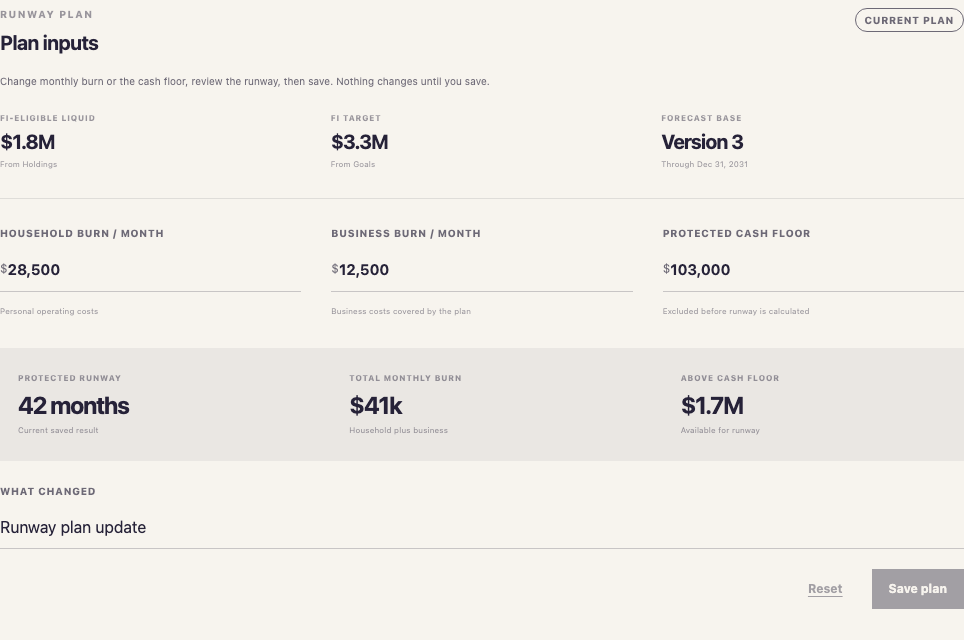 RUNWAY PLAN
CURRENT PLAN
Plan inputs
Change monthly burn or the cash floor, review the runway, then save. Nothing changes until you save.
FI-ELIGIBLE LIQUID
FI TARGET
FORECAST BASE
$1.8M
$3.3M
Version 3
From Holdings
From Goals
Through Dec 31, 2031
HOUSEHOLD BURN / MONTH
BUSINESS BURN / MONTH
PROTECTED CASH FLOOR
$28,500
$12,500
$103,000
Personal operating costs
Business costs covered by the plan
Excluded before runway is calculated
PROTECTED RUNWAY
TOTAL MONTHLY BURN
ABOVE CASH FLOOR
42 months
$41k
$1.7M
Current saved result
Household plus business
Available for runway
WHAT CHANGED
Runway plan update
Reset
Save plan